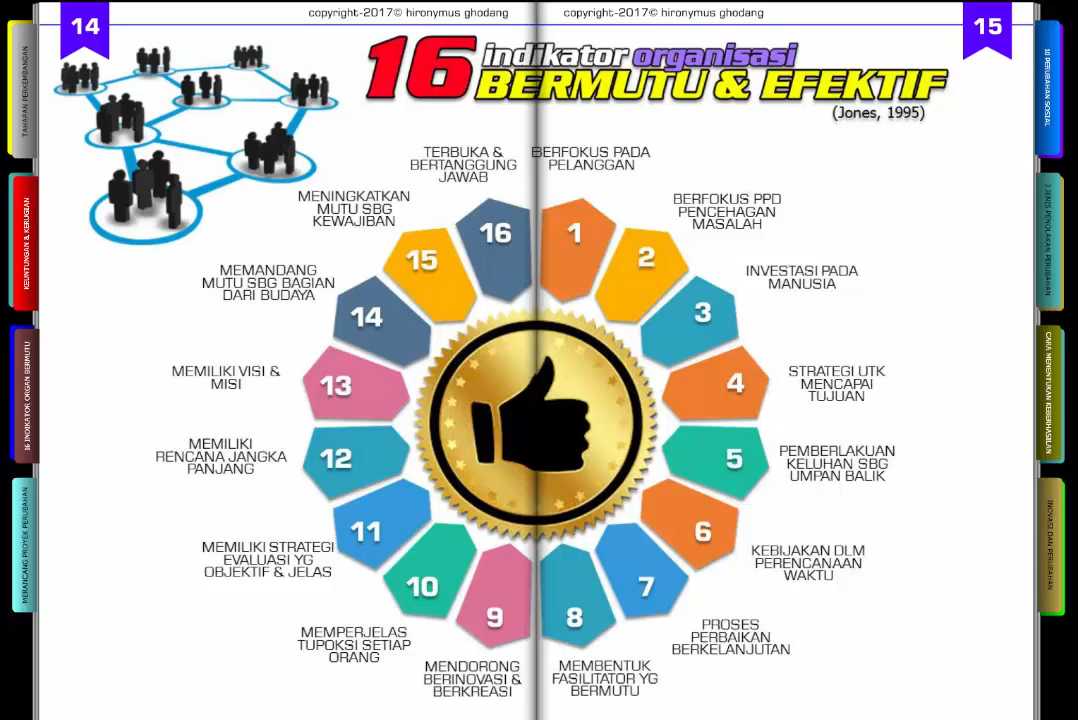 copyright-2017© hironymus ghodang
copyright-2017© hironymus ghodang
14
15
16 indikator organisasi
BERMUTU & EFEKTIF
(Jones, 1995)
TAHAPAN PERKEMBANGAN
KEUNTUNGAN & KERUGIAN
16 INDIKATOR ORGAN BERMUTU
MERANCANG PROYEK PERUBAHAN
10 PERUBAHAN SOSIAL
3 JENIS PENOLAKAN PERUBAHAN
CARA MENENTUKAN KEBERHASILAN
INOVASI DAN PERUBAHAN
1
BERFOKUS PADA
PELANGGAN
2
BERFOKUS PPD
PENCEHAGAN
MASALAH
3
INVESTASI PADA
MANUSIA
4
STRATEGI UTK
MENCAPAI
TUJUAN
5
PEMBERLAKUAN
KELUHAN SBG
UMPAN BALIK
6
KEBIJAKAN DLM
PERENCANAAN
WAKTU
7
PROSES
PERBAIKAN
BERKELANJUTAN
8
MEMBENTUK
FASILITATOR YG
BERMUTU
9
MENDORONG
BERINOVASI &
BERKREASI
10
MEMPERJELAS
TUPOKSI SETIAP
ORANG
11
MEMILIKI STRATEGI
EVALUASI YG
OBJEKTIF & JELAS
12
MEMILIKI
RENCANA JANGKA
PANJANG
13
MEMILIKI VISI &
MISI
14
MEMANDANG
MUTU SBG BAGIAN
DARI BUDAYA
15
MENINGKATKAN
MUTU SBG
KEWAJIBAN
16
TERBUKA &
BERTANGGUNG
JAWAB